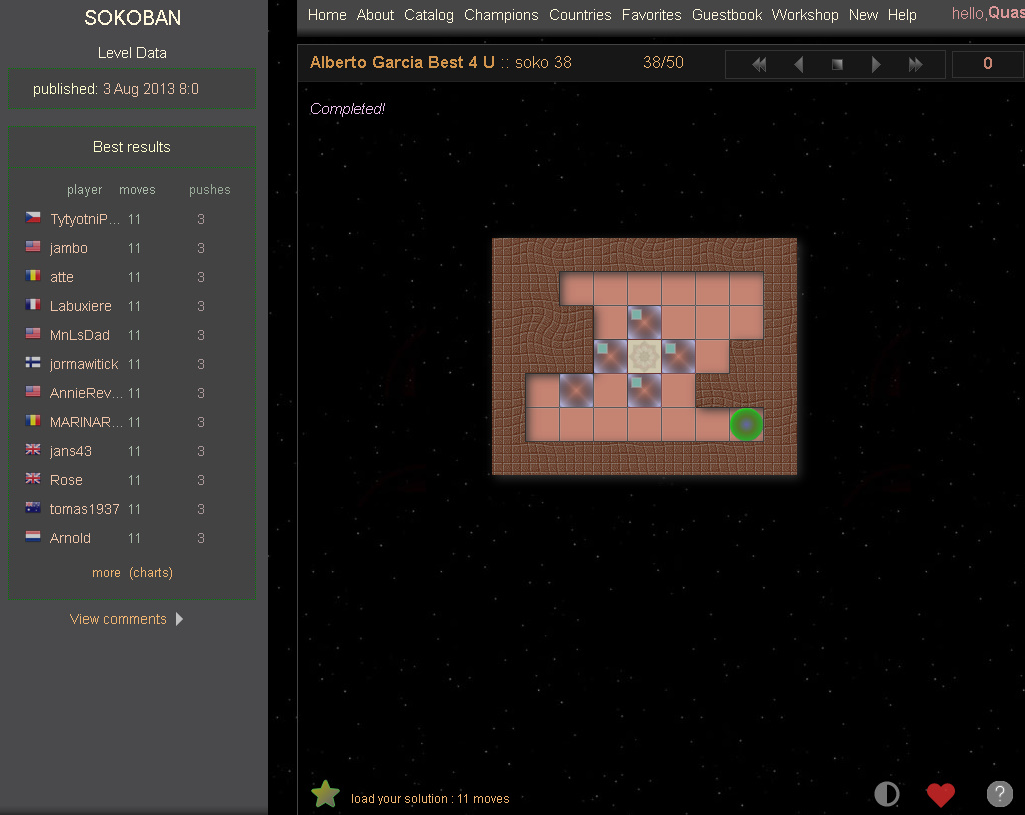 SOKOBAN
Level Data
published: 3 Aug 2013 8:0
Best results
player moves pushes
TytyotniP... 11 3
jambo 11 3
atte 11 3
Labuxiere 11 3
MnLsDad 11 3
jormawitick 11 3
AnnieRev... 11 3
MARINAR... 11 3
jans43 11 3
Rose 11 3
tomas1937 11 3
Arnold 11 3
more (charts)
View comments
Home About Catalog Champions Countries Favorites Guestbook Workshop New Help hello,Quas
Alberto Garcia Best 4 U :: soko 38 38/50 0
Completed!
load your solution : 11 moves
?